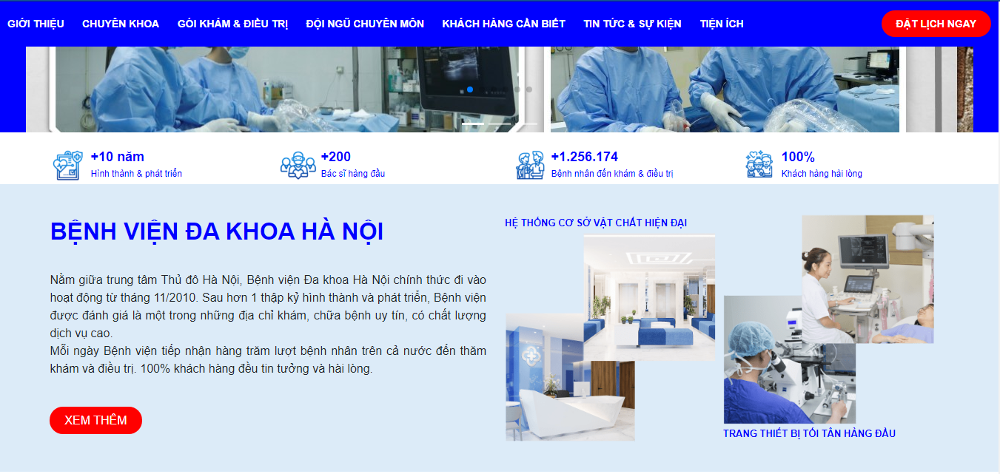 GIỚI THIỆU CHUYÊN KHOA GÓI KHÁM & ĐIỀU TRỊ ĐỘI NGŨ CHUYÊN MÔN KHÁCH HÀNG CẦN BIẾT TIN TỨC & SỰ KIỆN TIỆN ÍCH ĐẶT LỊCH NGAY
+10 năm
Hình thành & phát triển
+200
Bác sĩ hàng đầu
+1.256.174
Bệnh nhân đến khám & điều trị
100%
Khách hàng hài lòng
BỆNH VIỆN ĐA KHOA HÀ NỘI
Nằm giữa trung tâm Thủ đô Hà Nội, Bệnh viện Đa khoa Hà Nội chính thức đi vào
hoạt động từ tháng 11/2010. Sau hơn 1 thập kỷ hình thành và phát triển, Bệnh viện
được đánh giá là một trong những địa chỉ khám, chữa bệnh uy tín, có chất lượng
dịch vụ cao.
Mỗi ngày Bệnh viện tiếp nhận hàng trăm lượt bệnh nhân trên cả nước đến thăm
khám và điều trị. 100% khách hàng đều tin tưởng và hài lòng.
XEM THÊM
HỆ THỐNG CƠ SỞ VẬT CHẤT HIỆN ĐẠI
TRANG THIẾT BỊ TỐI TÂN HÀNG ĐẦU